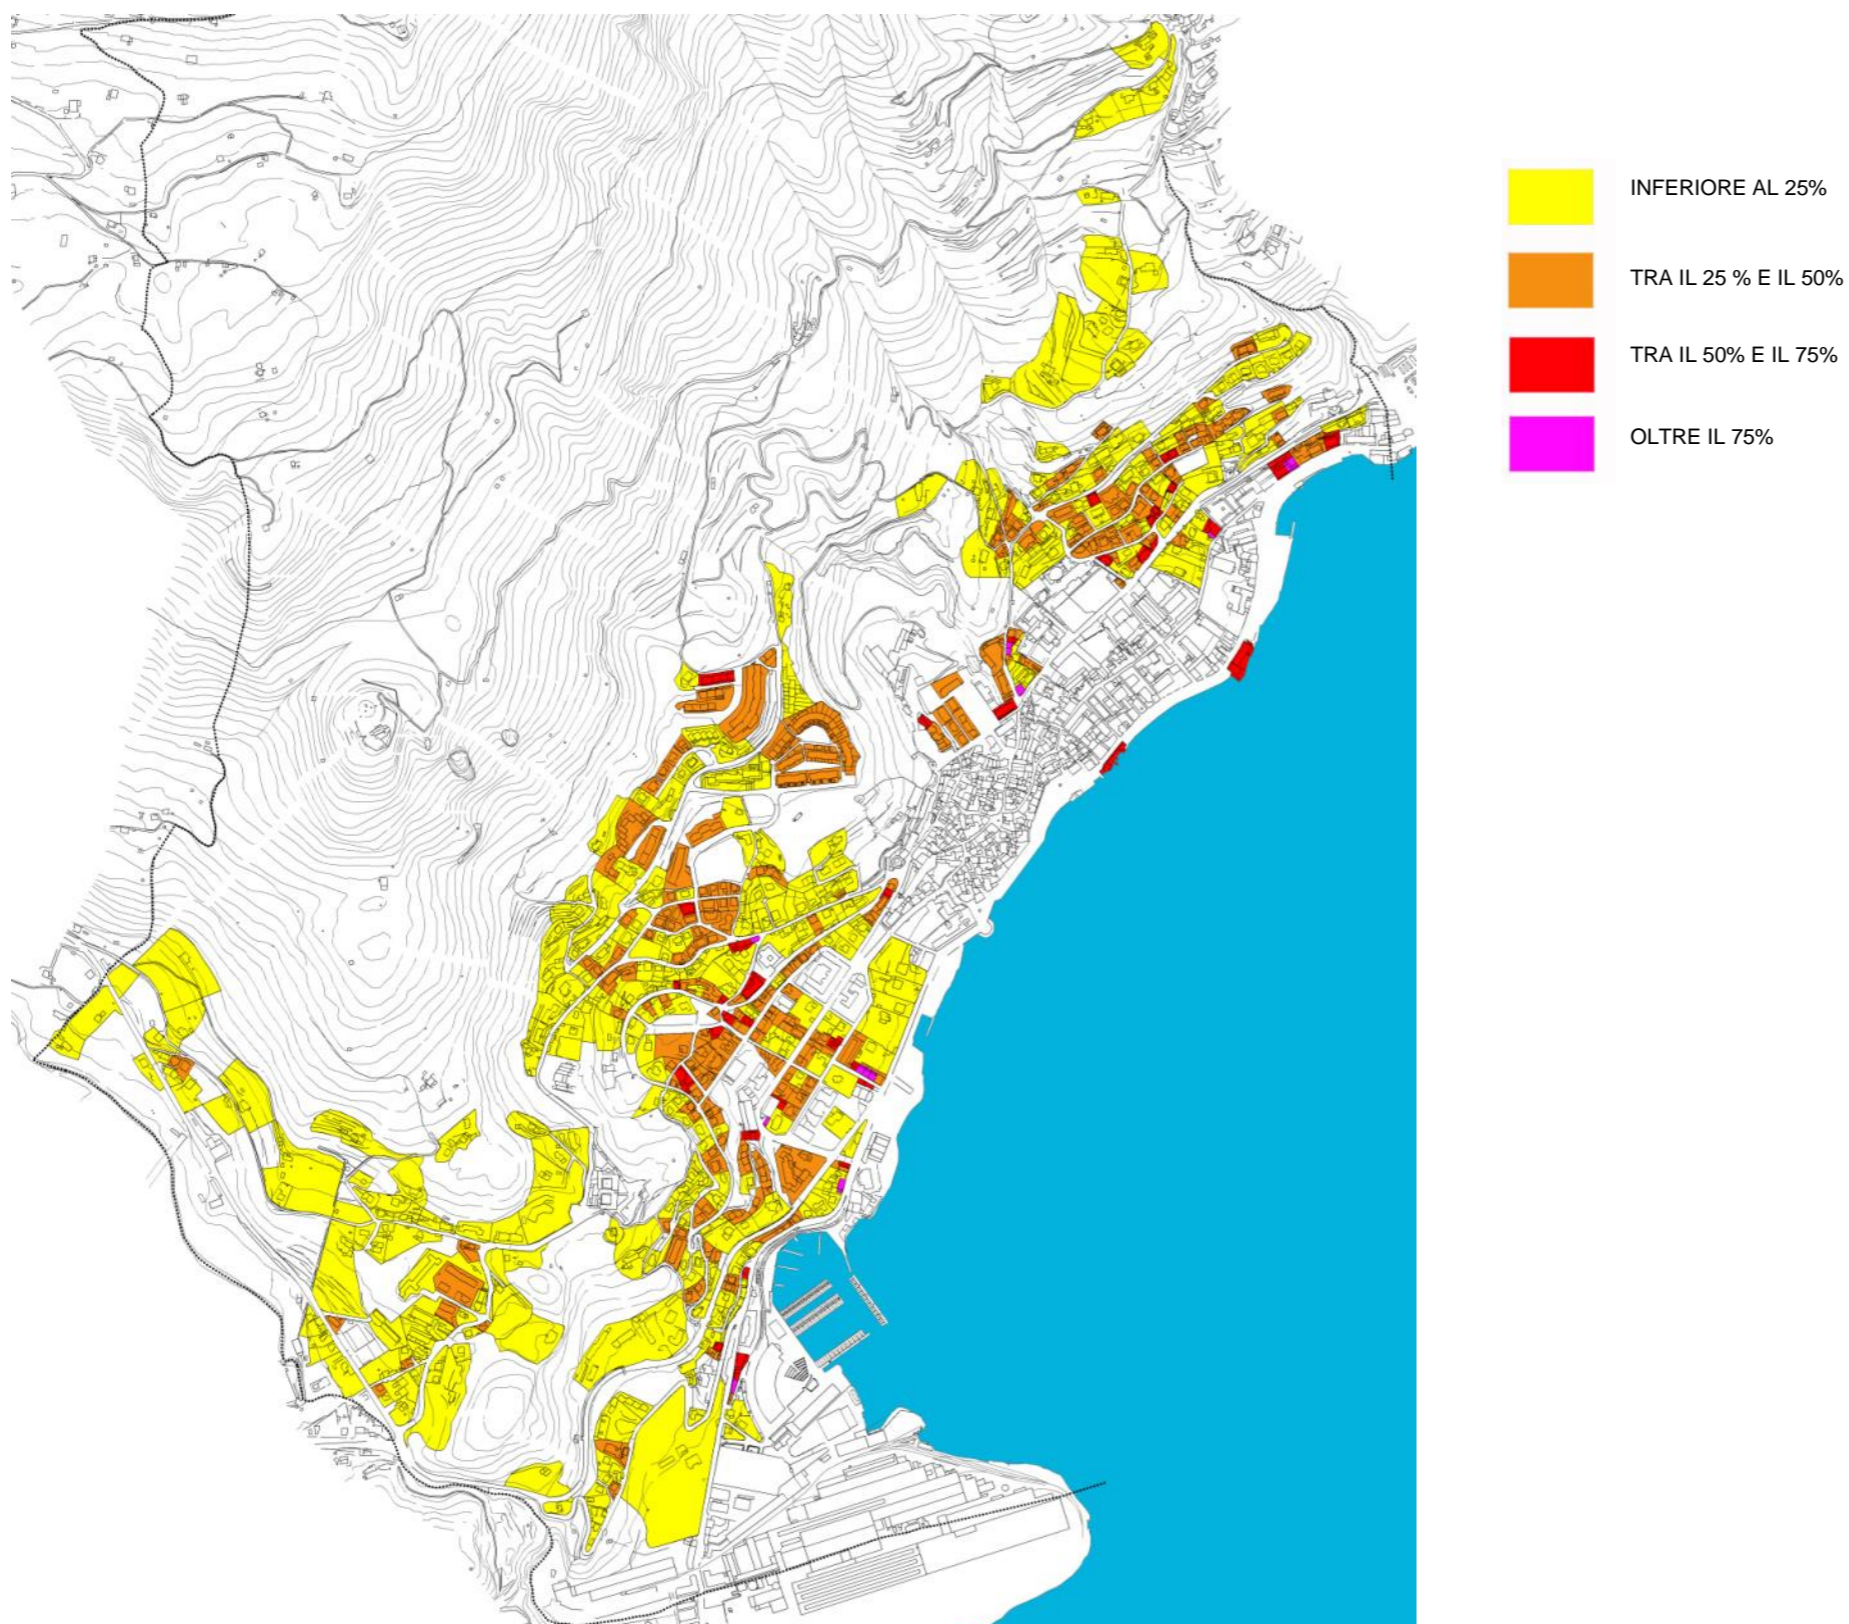 INFERIORE AL 25%
TRA IL 25 % E IL 50%
TRA IL 50% E IL 75%
OLTRE IL 75%